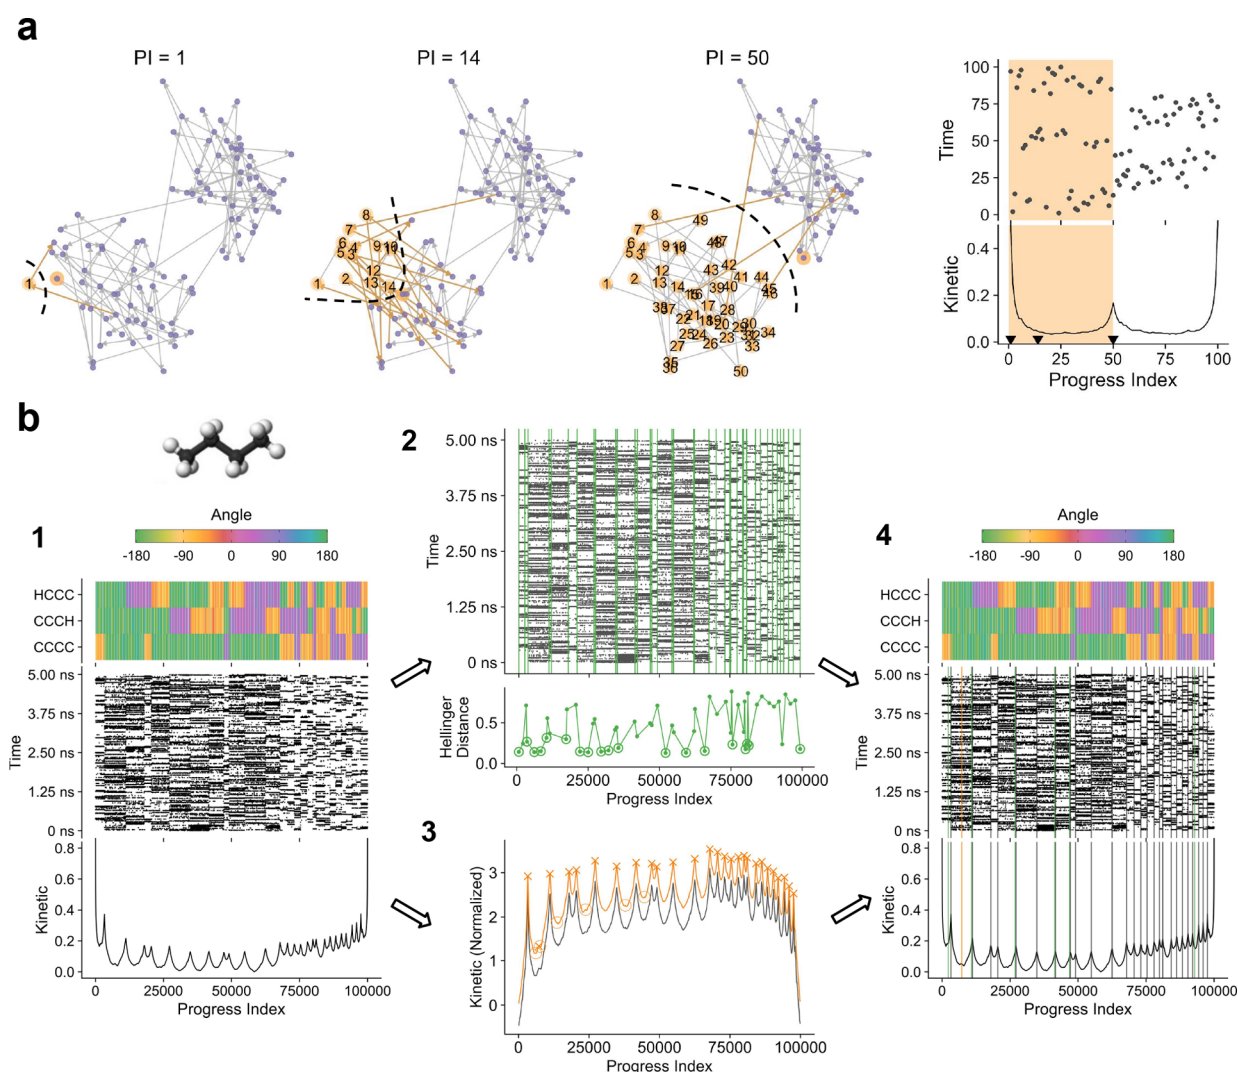 a
PI = 1
PI = 14
PI = 50
Time
100
75
50
25
0
Kinetic
0.4
0.2
0.0
0
25
50
75
100
Progress Index
b
1
Angle
-180 -90 0 90 180
HCCC
CCCH
CCCC
Time
5.00 ns
3.75 ns
2.50 ns
1.25 ns
0 ns
Kinetic
0.8
0.6
0.4
0.2
0.0
0 25000 50000 75000 100000
Progress Index
2
Time
5.00 ns
3.75 ns
2.50 ns
1.25 ns
0 ns
Hellinger
Distance
0.5
0.0
0 25000 50000 75000 100000
Progress Index
3
Kinetic (Normalized)
3
2
1
0
0 25000 50000 75000 100000
Progress Index
4
Angle
-180 -90 0 90 180
HCCC
CCCH
CCCC
Time
5.00 ns
3.75 ns
2.50 ns
1.25 ns
0 ns
Kinetic
0.8
0.6
0.4
0.2
0.0
0 25000 50000 75000 100000
Progress Index